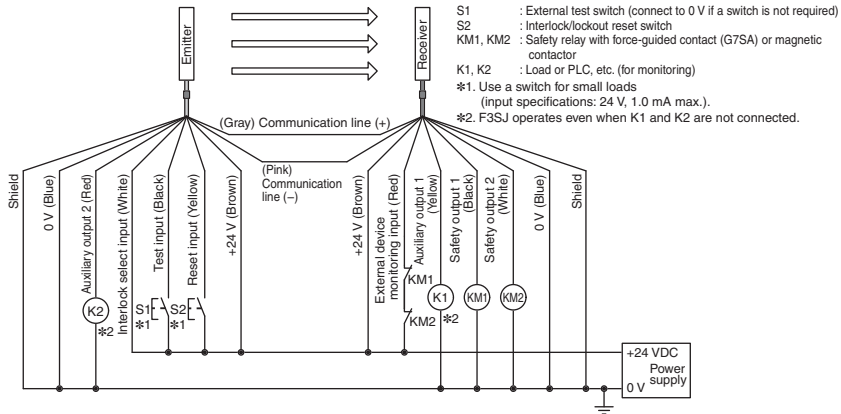 Emitter
Receiver
S1 : External test switch (connect to 0 V if a switch is not required)
S2 : Interlock/lockout reset switch
KM1, KM2 : Safety relay with force-guided contact (G7SA) or magnetic
contactor
K1, K2 : Load or PLC, etc. (for monitoring)
✻1. Use a switch for small loads
(input specifications: 24 V, 1.0 mA max.).
✻2. F3SJ operates even when K1 and K2 are not connected.
(Gray) Communication line (+)
(Pink)
Communication
line (−)
Shield
0 V (Blue)
Auxiliary output 2 (Red)
Interlock select input (White)
Test input (Black)
Reset input (Yellow)
+24 V (Brown)
+24 V (Brown)
External device
monitoring input (Red)
Auxiliary output 1
(Yellow)
Safety output 1
(Black)
Safety output 2
(White)
0 V (Blue)
Shield
K2
✻2
S1
✻1
S2
✻1
KM1
KM2
K1
✻2
KM1
KM2
+24 VDC
Power
supply
0 V